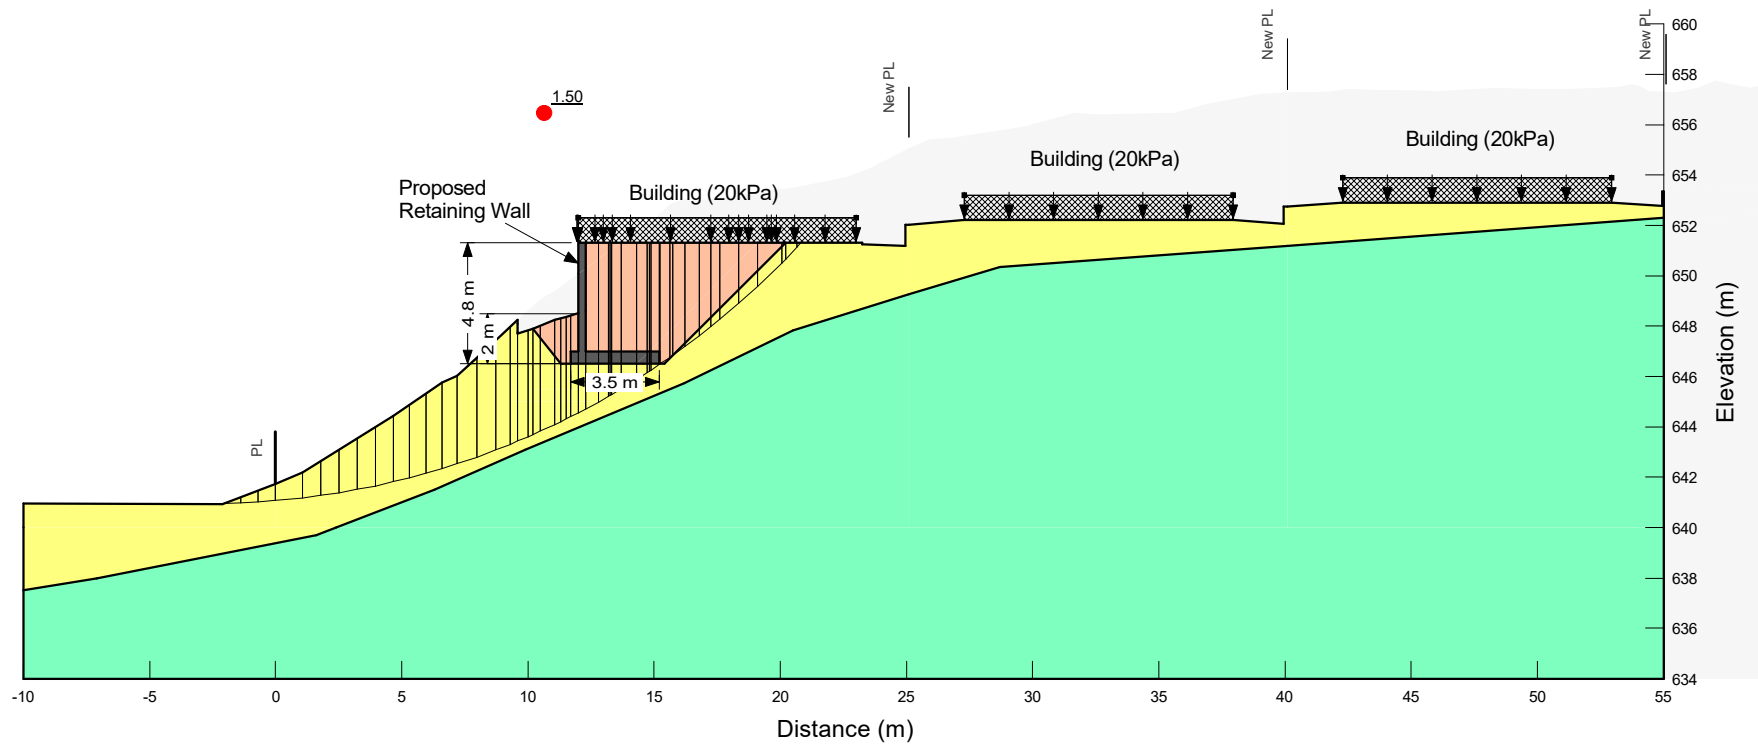 New PL
660
New PL
658
New PL
1.50
656
Building (20kPa)
Building (20kPa)
654
Proposed
Retaining Wall
Building (20kPa)
652
650
4.8 m
2 m
648
646
3.5 m
644
PL
642
640
638
636
634
Elevation (m)
-10
-5
0
5
10
15
20
25
30
35
40
45
50
55
Distance (m)